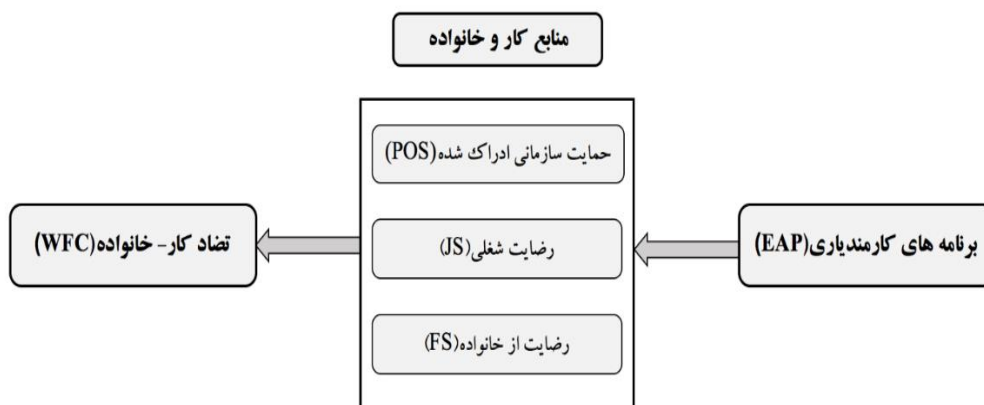 منابع کار و خانواده
برنامه های کارمندیاری(EAP)
حمایت سازمانی ادراک شده(POS)
رضایت شغلی(JS)
رضایت از خانواده(FS)
تضاد کار- خانواده(WFC)